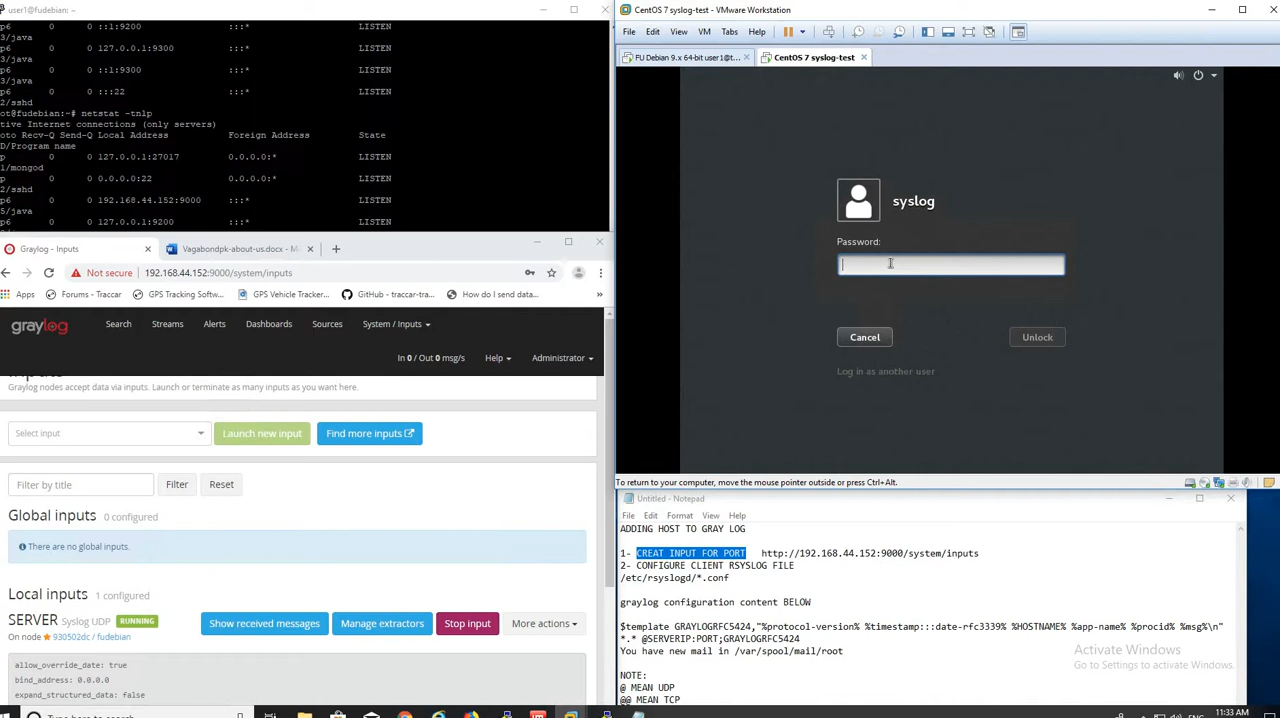 user1@fudebian: ~
p6 0 0 ::1:9200 :::* LISTEN
3/java
p6 0 0 127.0.0.1:9300 :::* LISTEN
3/java
p6 0 0 ::1:9300 :::* LISTEN
3/java
p6 0 0 :::22 :::* LISTEN
2/sshd
ot@fudebian:~# netstat -tnlp
tive Internet connections (only servers)
oto Recv-Q Send-Q Local Address Foreign Address State
D/Program name
p 0 0 127.0.0.1:27017 0.0.0.0:* LISTEN
1/mongod
p 0 0 0.0.0.0:22 0.0.0.0:* LISTEN
2/sshd
p6 0 0 192.168.44.152:9000 :::* LISTEN
5/java
p6 0 0 127.0.0.1:9200 :::* LISTEN
Graylog - Inputs
Vagabondpk-about-us.docx - M
Not secure 192.168.44.152:9000/system/inputs
Apps Forums - Traccar GPS Tracking Softw... GPS Vehicle Tracker... GitHub - traccar-tra... How do I send data... »
graylog Search Streams Alerts Dashboards Sources System / Inputs
In 0 / Out 0 msg/s Help Administrator
Graylog nodes accept data via inputs. Launch or terminate as many inputs as you want here.
Select input Launch new input Find more inputs
Filter by title Filter Reset
Global inputs 0 configured
There are no global inputs.
Local inputs 1 configured
SERVER Syslog UDP RUNNING
On node 930502dc / fudebian
Show received messages Manage extractors Stop input More actions
allow_override_date: true
bind_address: 0.0.0.0
expand_structured_data: false
CentOS 7 syslog-test - VMware Workstation
File Edit View VM Tabs Help
FU Debian 9.x 64-bit user1@t... CentOS 7 syslog-test
syslog
Password:
Cancel Unlock
Log in as another user
To return to your computer, move the mouse pointer outside or press Ctrl+Alt.
Untitled - Notepad
File Edit Format View Help
ADDING HOST TO GRAY LOG
1- CREAT INPUT FOR PORT http://192.168.44.152:9000/system/inputs
2- CONFIGURE CLIENT RSYSLOG FILE
/etc/rsyslogd/*.conf
graylog configuration content BELOW
$template GRAYLOGRFC5424,"%protocol-version% %timestamp:::date-rfc3339% %HOSTNAME% %app-name% %procid% %msg%\n"
*.* @SERVERIP:PORT;GRAYLOGRFC5424
You have new mail in /var/spool/mail/root
NOTE:
@ MEAN UDP
@@ MEAN TCP
Activate Windows
Go to Settings to activate Windows.
ENG 11:33 AM